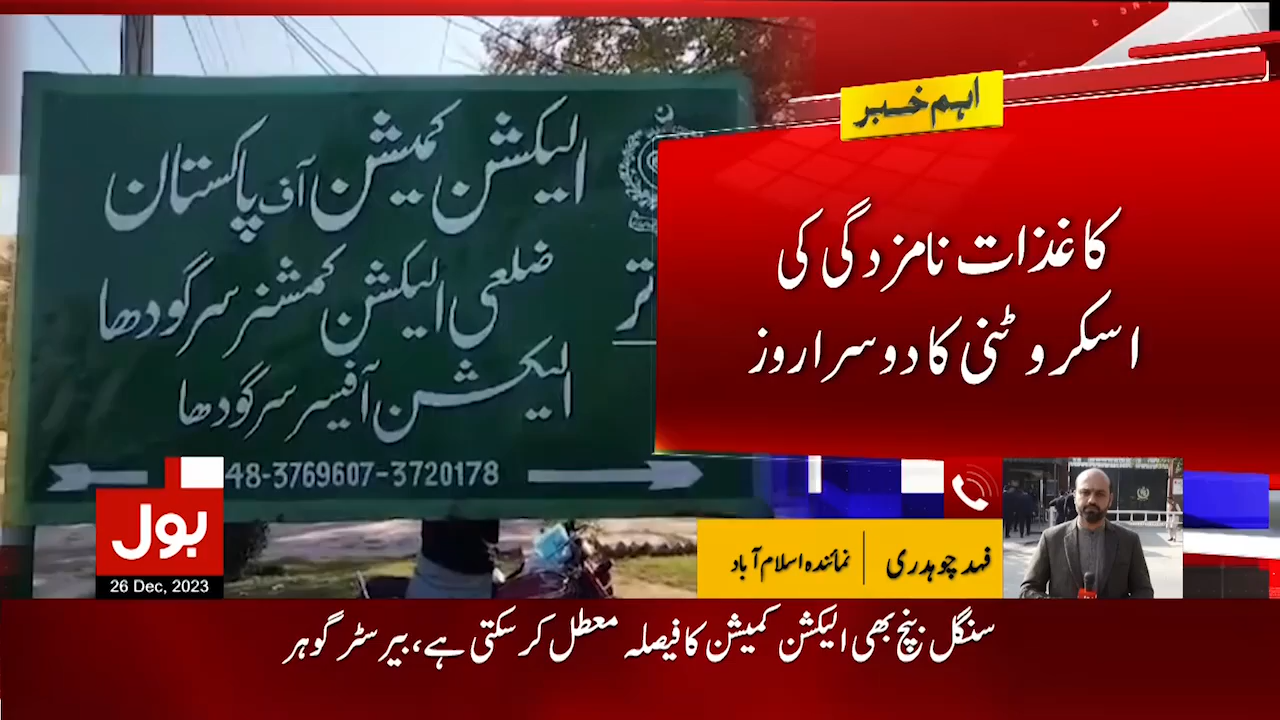 الیکشن کمیشن آف پاکستان
ضلعی الیکشن کمشنر سرگودھا
الیکشن آفیسر سرگودھا
48-3769607-3720178
اہم خبر
کاغذات نامزدگی کی
اسکروٹنی کا دوسرا روز
بول
26 Dec, 2023
فہد چوہدری
نمائندہ اسلام آباد
سنگل بینچ بھی الیکشن کمیشن کا فیصلہ معطل کر سکتی ہے، بیرسٹر گوہر